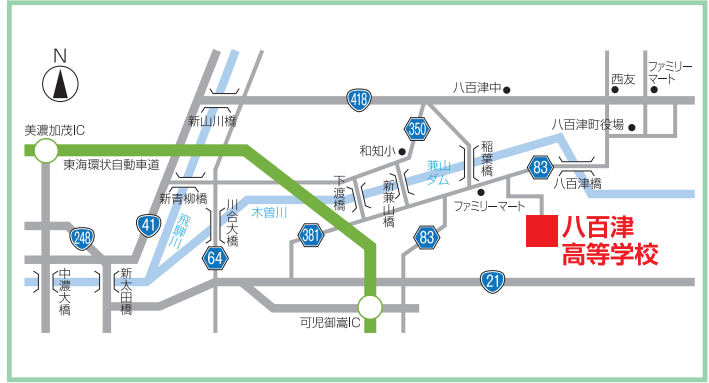 N
西友
ファミリー
マート
八百津中
418
350
新山川橋
八百津町役場
美濃加茂IC
和知小
稲葉橋
東海環状自動車道
兼山
ダム
83
下渡橋
新兼山橋
八百津橋
新青柳橋
川合大橋
木曽川
ファミリーマート
飛騨川
41
八百津
高等学校
248
381
83
64
中濃大橋
新太田橋
21
可児御嵩IC